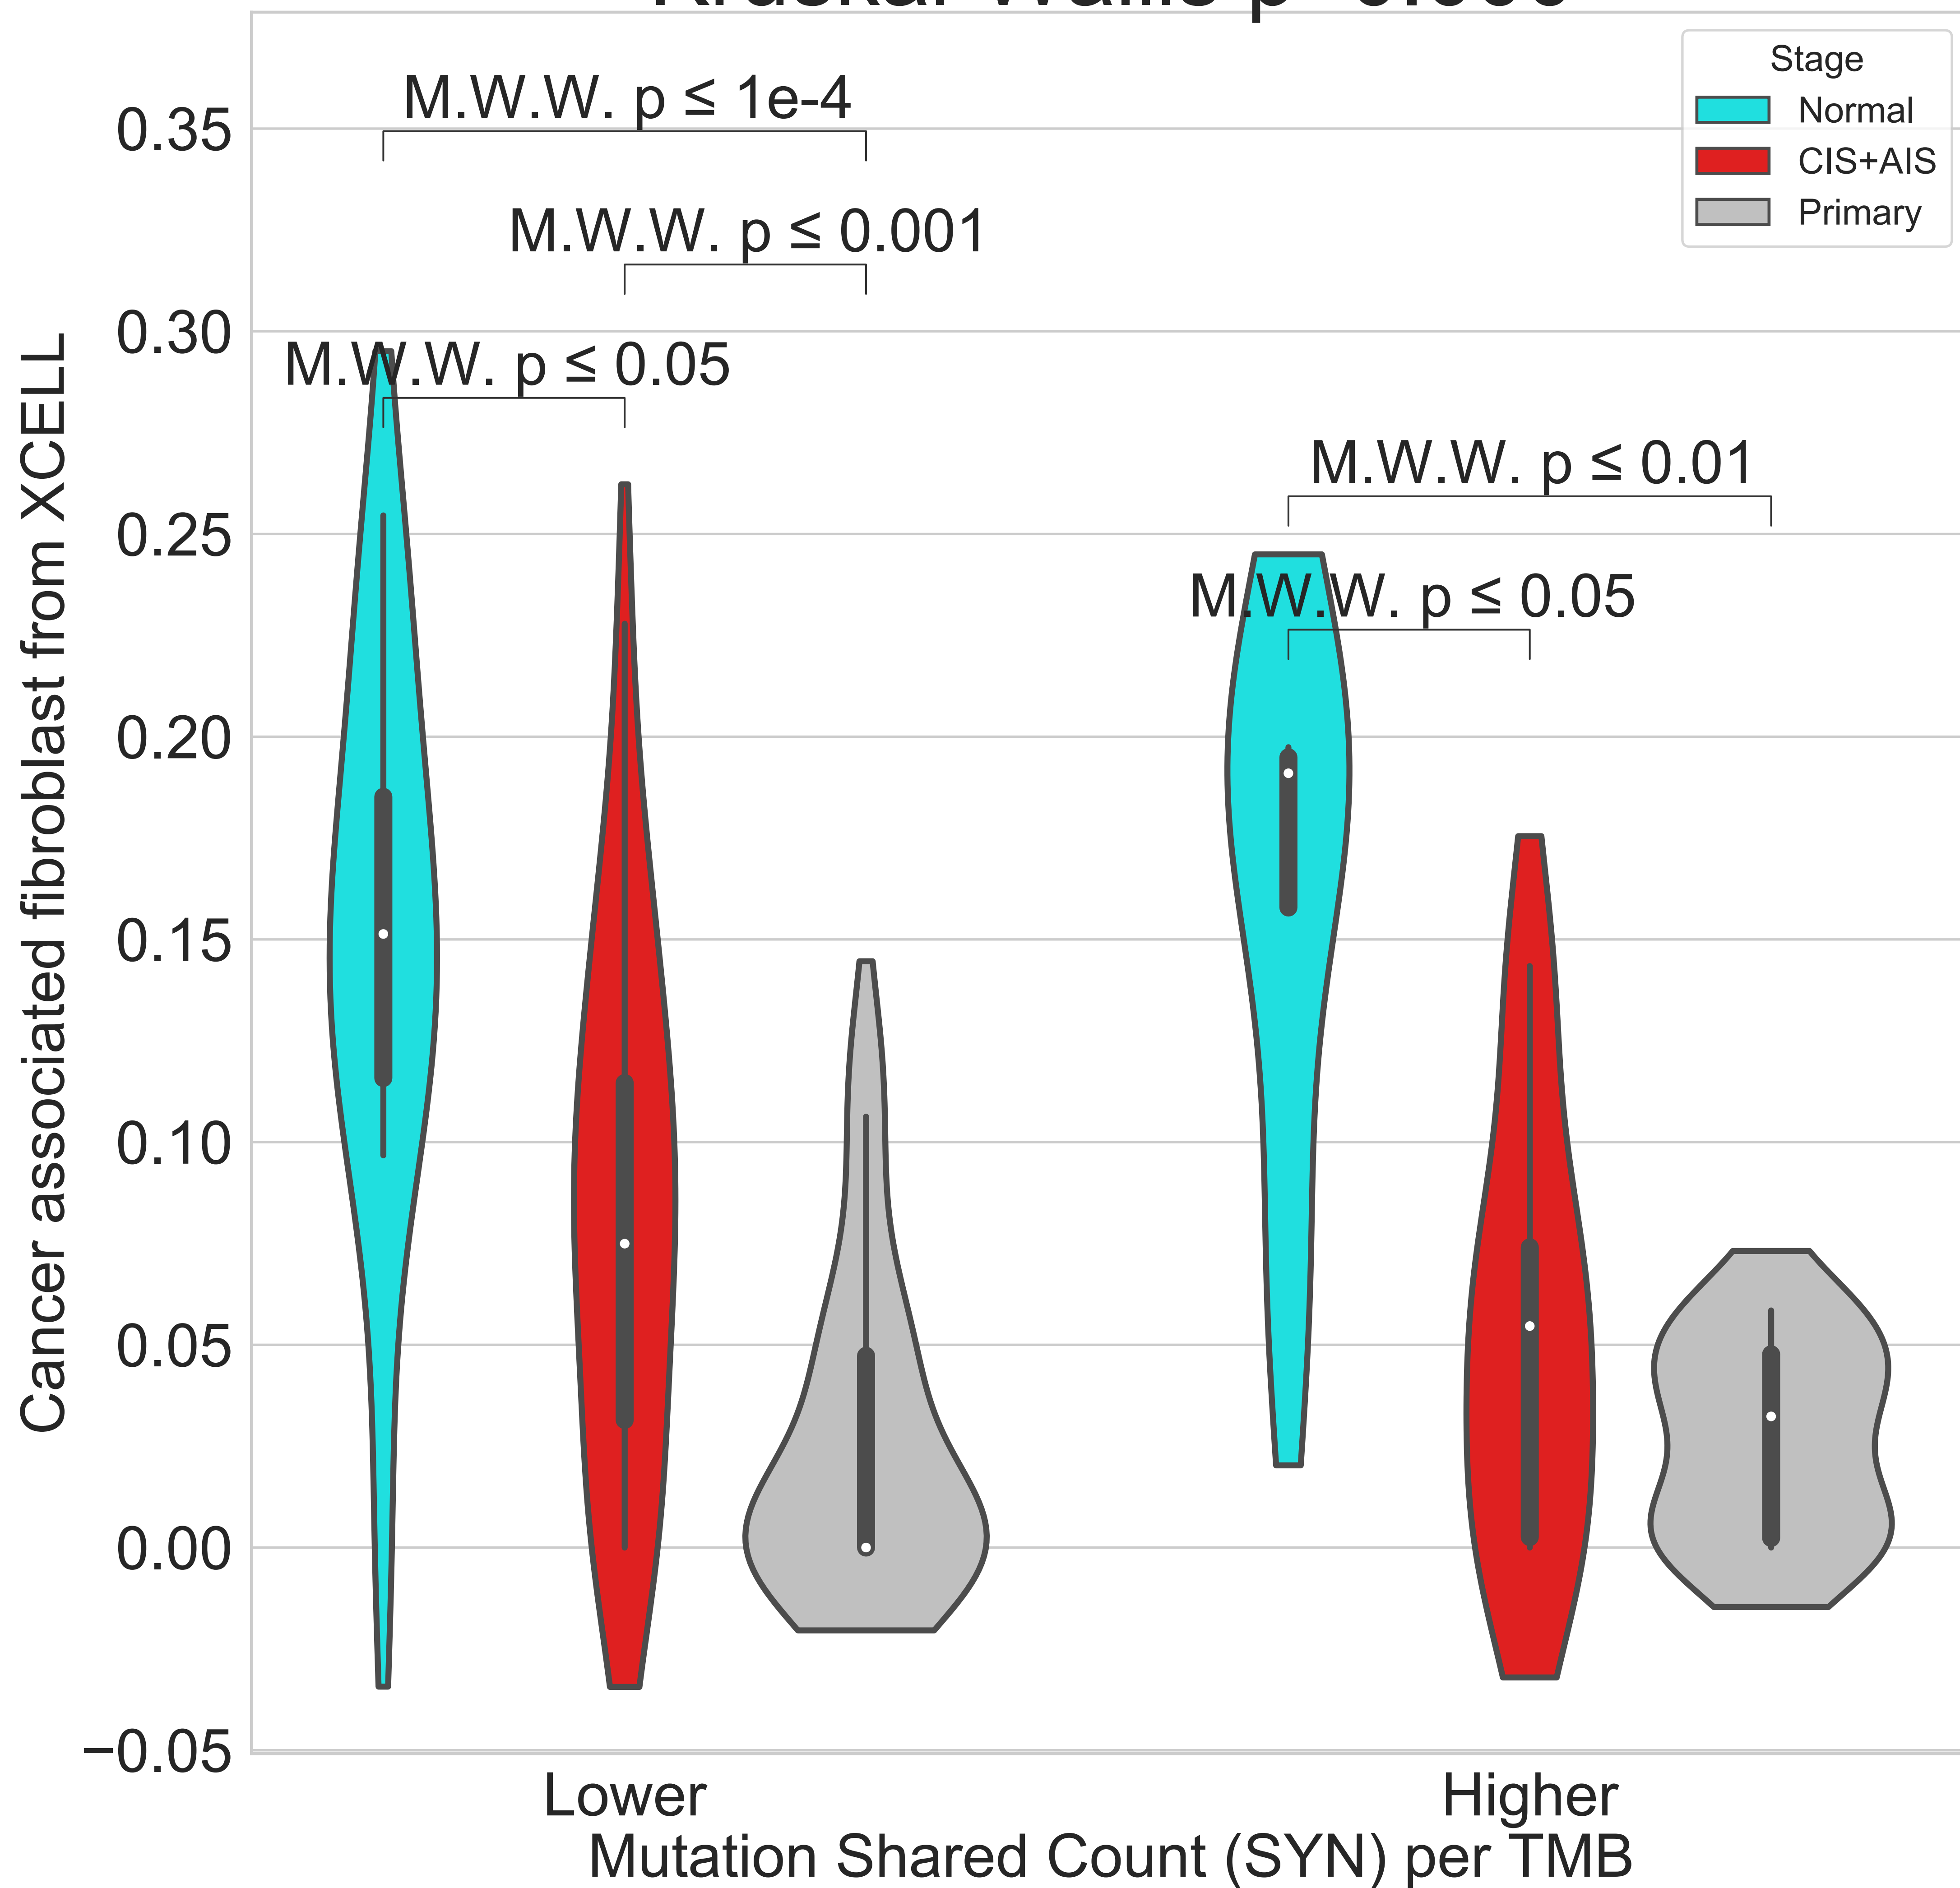 Stage
Normal
CIS+AIS
Primary
M.W.W. p ≤ 1e-4
M.W.W. p ≤ 0.001
M.W.W. p ≤ 0.05
M.W.W. p ≤ 0.01
M.W.W. p ≤ 0.05
Cancer associated fibroblast from XCELL
0.35
0.30
0.25
0.20
0.15
0.10
0.05
0.00
−0.05
Lower
Higher
Mutation Shared Count (SYN) per TMB